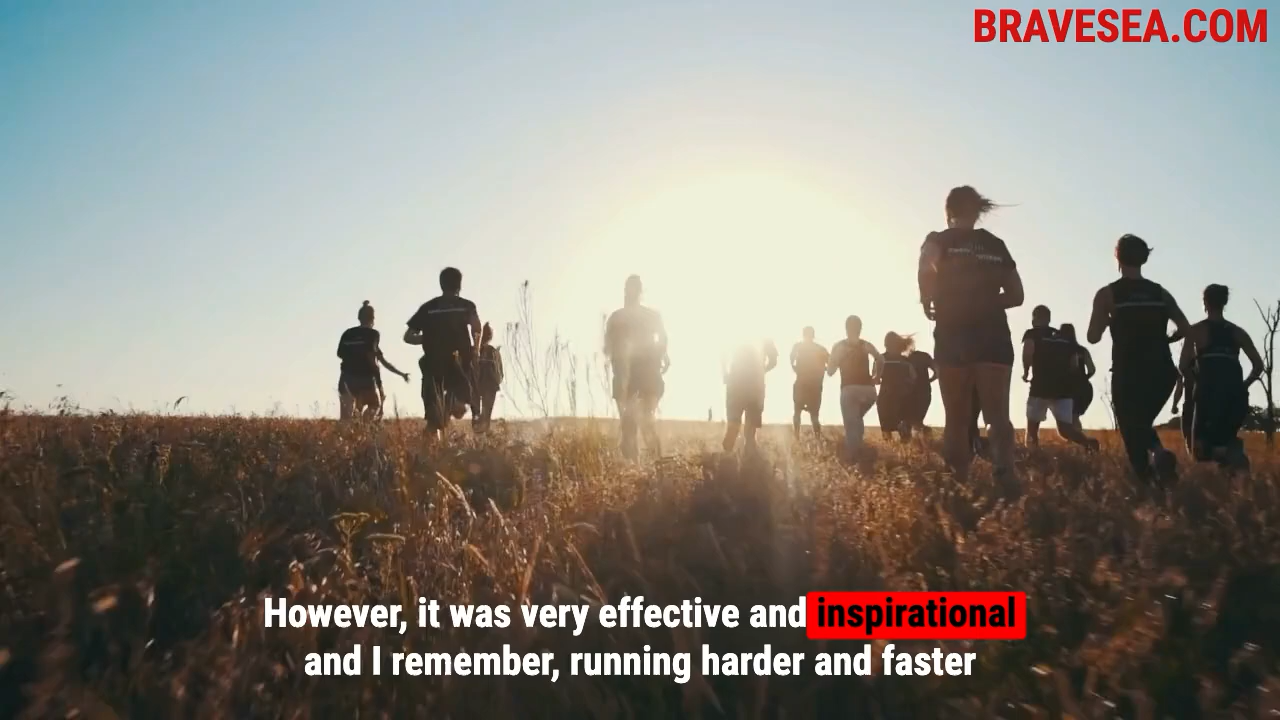 BRAVESEA.COM
However, it was very effective and inspirational
and I remember, running harder and faster